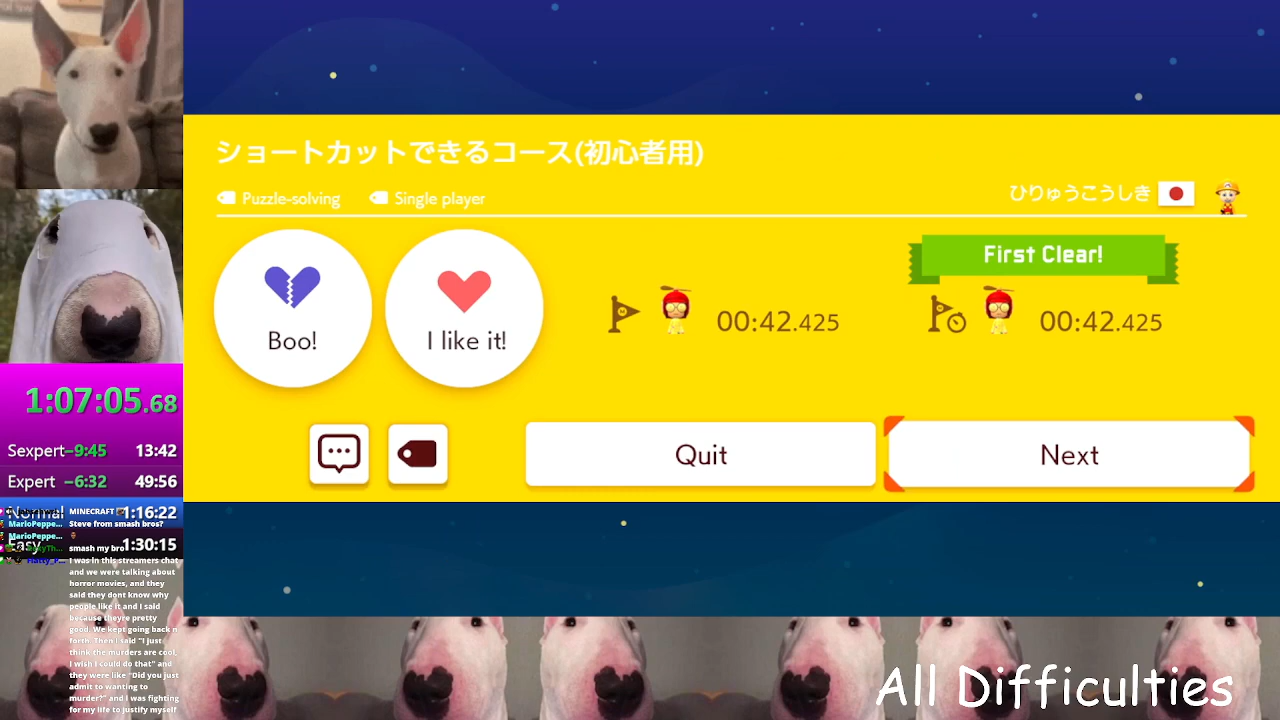 ショートカットできるコース(初心者用)
Puzzle-solving
Single player
ひりゅうこうしき
First Clear!
Boo!
I like it!
00:42.425
00:42.425
Quit
Next
1:07:05.68
Sexpert -9:45 13:42
Expert -6:32 49:56
Normal 1:16:22
Easy 1:30:15
MINECRAFT
MarioPeppe... Steve from smash bros?
MarioPeppe...
smash my bro
I was in this streamers chat
and we were talking about
horror movies, and they
said they dont know why
people like it and I said
because theyre pretty
good. We kept going back n
forth. Then I said "I just
think the murders are cool,
I wish I could do that" and
they were like "Did you just
admit to wanting to
murder?" and I was fighting
for my life to justify myself
All Difficulties